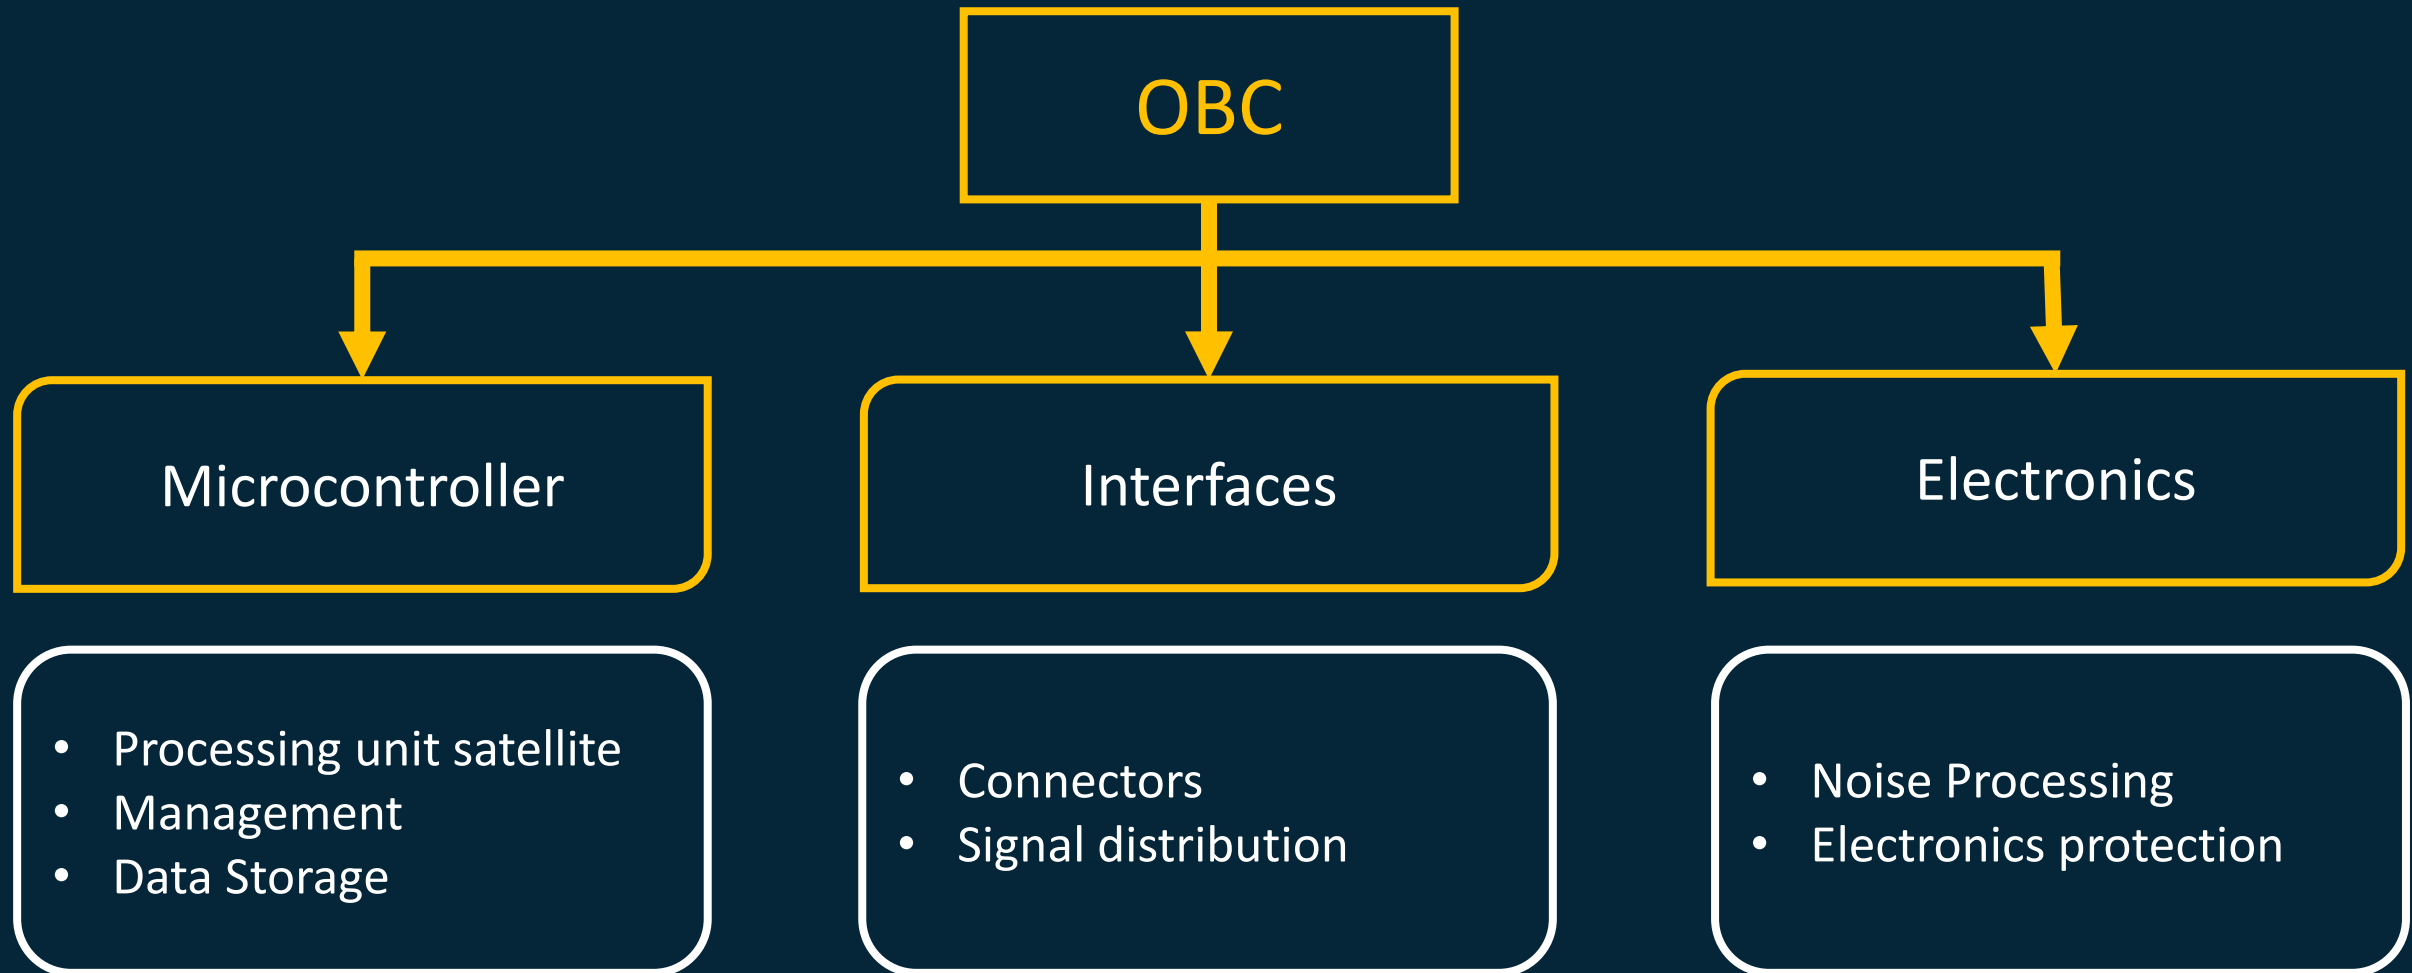 OBC
Microcontroller
Interfaces
Electronics
• Processing unit satellite
• Management
• Data Storage
• Connectors
• Signal distribution
• Noise Processing
• Electronics protection